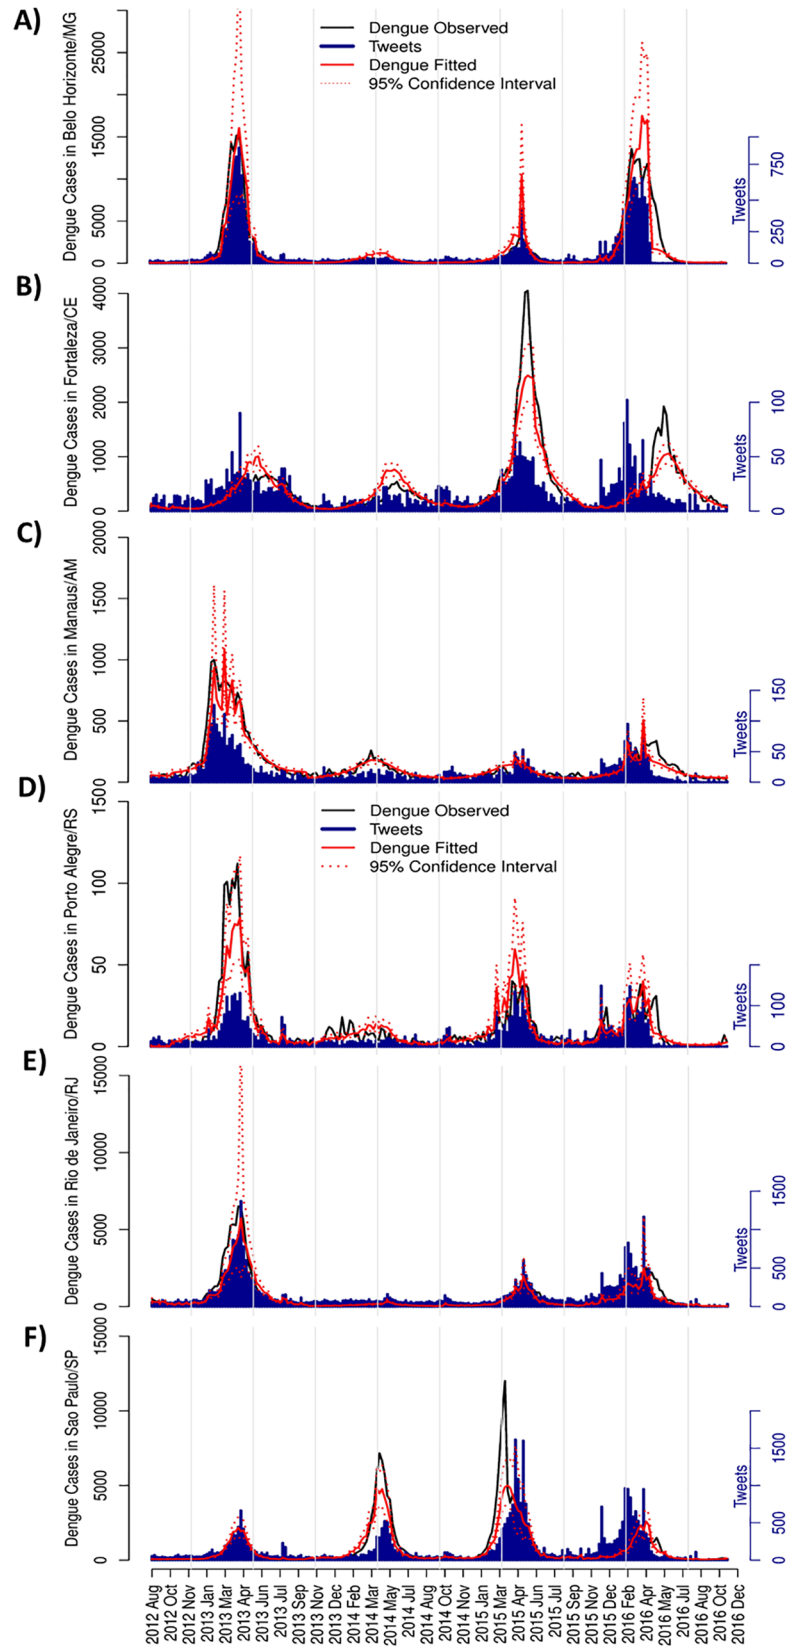 A)
Dengue Cases in Belo Horizonte/MG
0 5000 15000 25000
Dengue Observed
Tweets
Dengue Fitted
95% Confidence Interval
Tweets
0 250 750
B)
Dengue Cases in Fortaleza/CE
0 1000 2000 3000 4000
Tweets
0 50 100
C)
Dengue Cases in Manaus/AM
500 1000 1500 2000
Tweets
0 50 150
D)
Dengue Cases in Porto Alegre/RS
0 50 100 150
Dengue Observed
Tweets
Dengue Fitted
95% Confidence Interval
Tweets
0 100
E)
Dengue Cases in Rio de Janeiro/RJ
0 5000 10000 15000
Tweets
0 500 1500
F)
Dengue Cases in Sao Paulo/SP
0 5000 10000 15000
Tweets
0 500 1500
2012 Aug
2012 Oct
2012 Nov
2013 Jan
2013 Mar
2013 Apr
2013 Jun
2013 Jul
2013 Sep
2013 Nov
2013 Dec
2014 Feb
2014 Mar
2014 May
2014 Jul
2014 Aug
2014 Oct
2014 Nov
2015 Jan
2015 Mar
2015 Apr
2015 Jun
2015 Jul
2015 Sep
2015 Nov
2015 Dec
2016 Feb
2016 Apr
2016 May
2016 Jul
2016 Aug
2016 Oct
2016 Dec